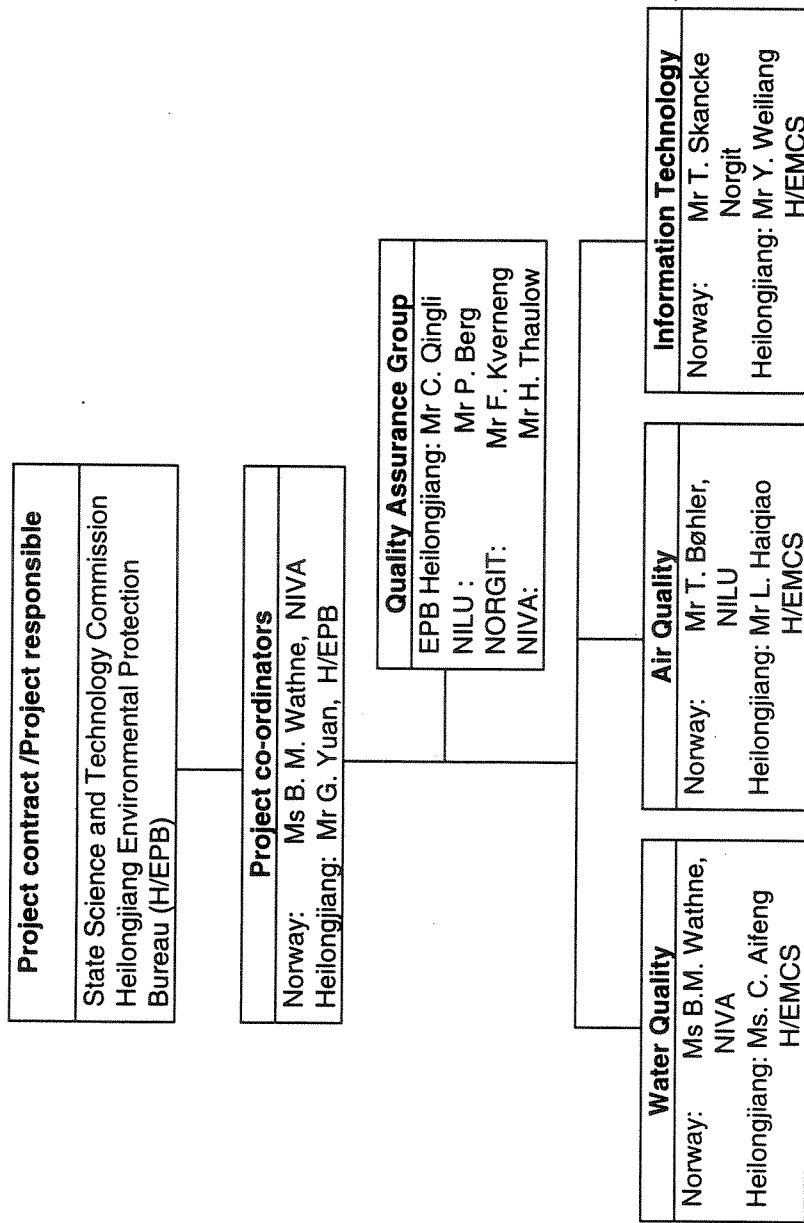 Project contract /Project responsible
State Science and Technology Commission
Heilongjiang Environmental Protection
Bureau (H/EPB)
Project co-ordinators
Norway: Ms B. M. Wathne, NIVA
Heilongjiang: Mr G. Yuan, H/EPB
Quality Assurance Group
EPB Heilongjiang: Mr C. Qingli
NILU : Mr P. Berg
NORGIT: Mr F. Kverneng
NIVA: Mr H. Thaulow
Water Quality
Norway: Ms B.M. Wathne,
NIVA
Heilongjiang: Ms. C. Aifeng
H/EMCS
Air Quality
Norway: Mr T. Bøhler,
NILU
Heilongjiang: Mr L. Haiqiao
H/EMCS
Information Technology
Norway: Mr T. Skancke
Norgit
Heilongjiang: Mr Y. Weiliang
H/EMCS